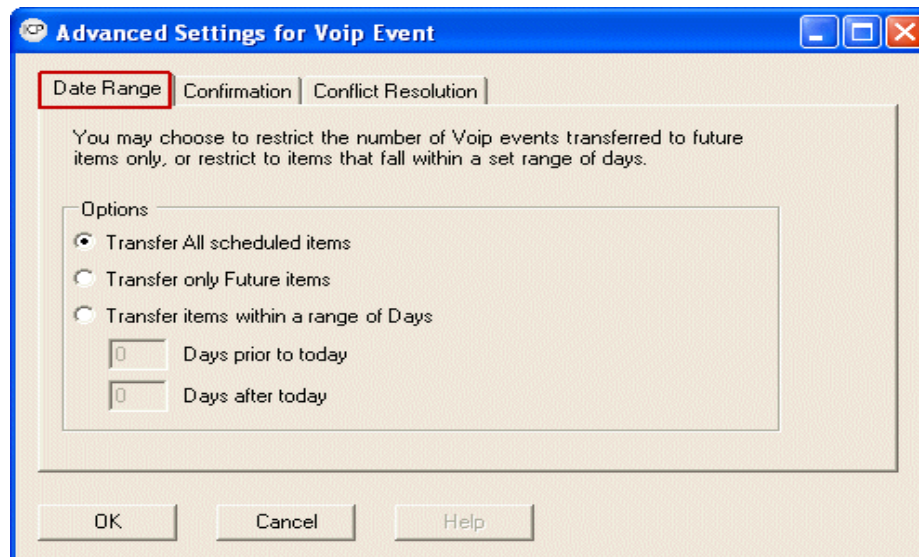 ICP Advanced Settings for Voip Event
Date Range Confirmation Conflict Resolution
You may choose to restrict the number of Voip events transferred to future
items only, or restrict to items that fall within a set range of days.
Options
Transfer All scheduled items
Transfer only Future items
Transfer items within a range of Days
0 Days prior to today
0 Days after today
OK Cancel Help